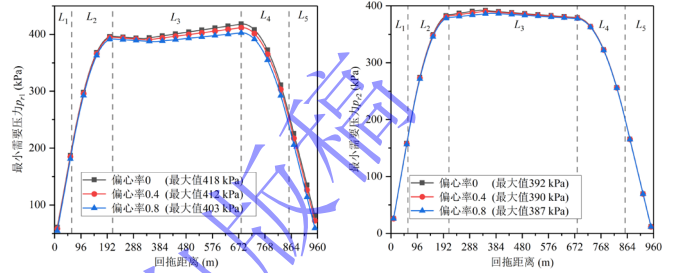 L1 L2 L3 L4 L5
400
300
200
100
最小需要压力pr1 (kPa)
偏心率0 (最大值418 kPa)
偏心率0.4 (最大值412 kPa)
偏心率0.8 (最大值403 kPa)
0 96 192 288 384 480 576 672 768 864 960
回拖距离 (m)
L1 L2 L3 L4 L5
400
300
200
100
0
最小需要压力pr2 (kPa)
偏心率0 (最大值392 kPa)
偏心率0.4 (最大值390 kPa)
偏心率0.8 (最大值387 kPa)
0 96 192 288 384 480 576 672 768 864 960
回拖距离 (m)
版稿